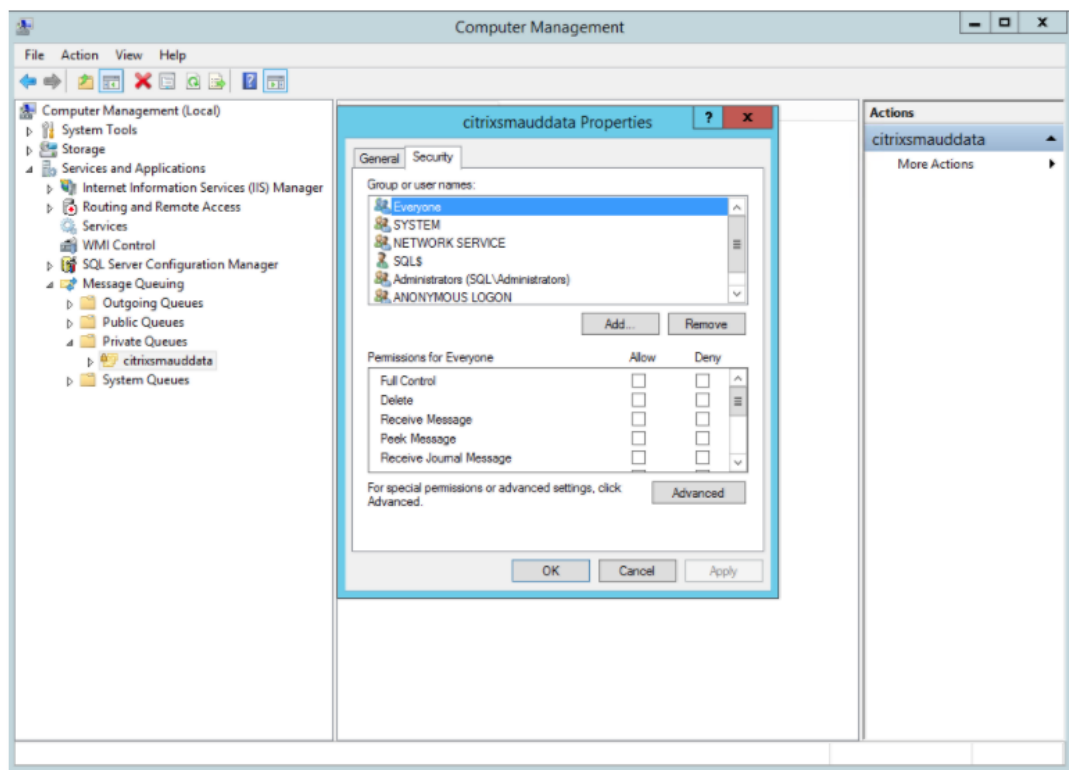 Computer Management
File Action View Help
Computer Management (Local)
System Tools
Storage
Services and Applications
Internet Information Services (IIS) Manager
Routing and Remote Access
Services
WMI Control
SQL Server Configuration Manager
Message Queuing
Outgoing Queues
Public Queues
Private Queues
citrixsmauddata
System Queues
citrixsmauddata Properties
General Security
Group or user names:
Everyone
SYSTEM
NETWORK SERVICE
SQL$
Administrators (SQL\Administrators)
ANONYMOUS LOGON
Add... Remove
Permissions for Everyone Allow Deny
Full Control
Delete
Receive Message
Peek Message
Receive Journal Message
For special permissions or advanced settings, click
Advanced.
Advanced
OK Cancel Apply
Actions
citrixsmauddata
More Actions